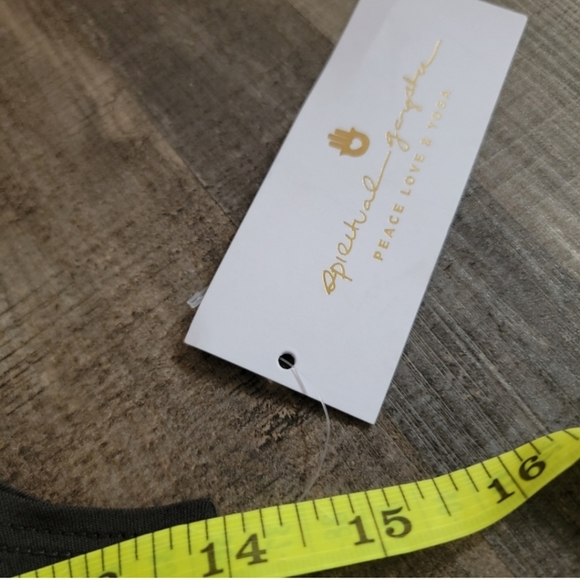 spiritual gangster
PEACE LOVE & YOGA
14 15 16